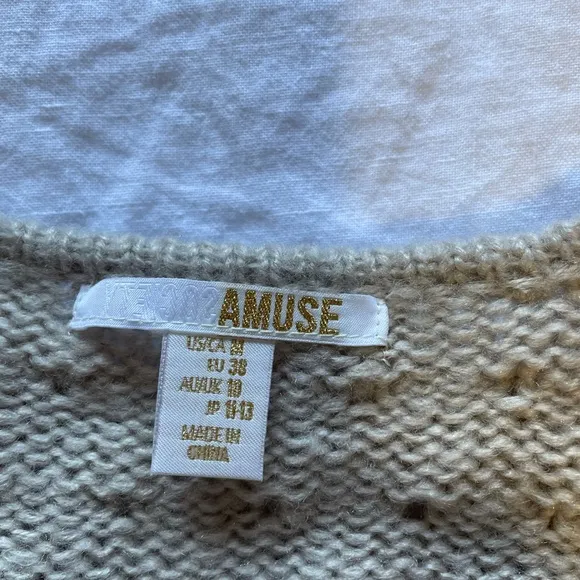 AMUSE
US/CA M
EU 38
AU/UK 10
JP 11-13
MADE IN
CHINA